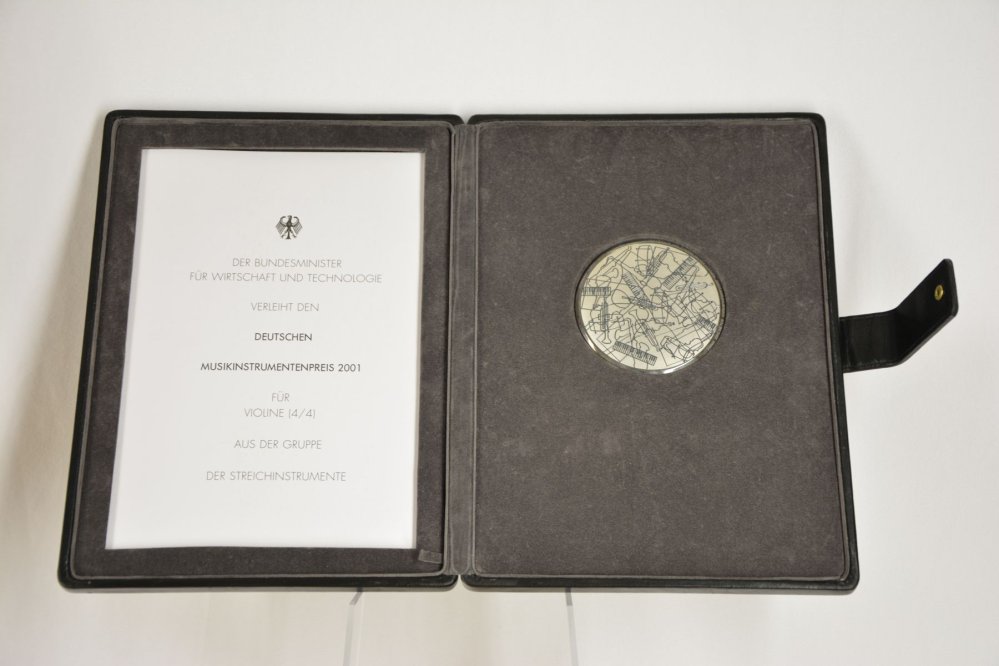 DER BUNDESMINISTER
FÜR WIRTSCHAFT UND TECHNOLOGIE
VERLEIHT DEN
DEUTSCHEN
MUSIKINSTRUMENTENPREIS 2001
FÜR
VIOLINE (4/4)
AUS DER GRUPPE
DER STREICHINSTRUMENTE